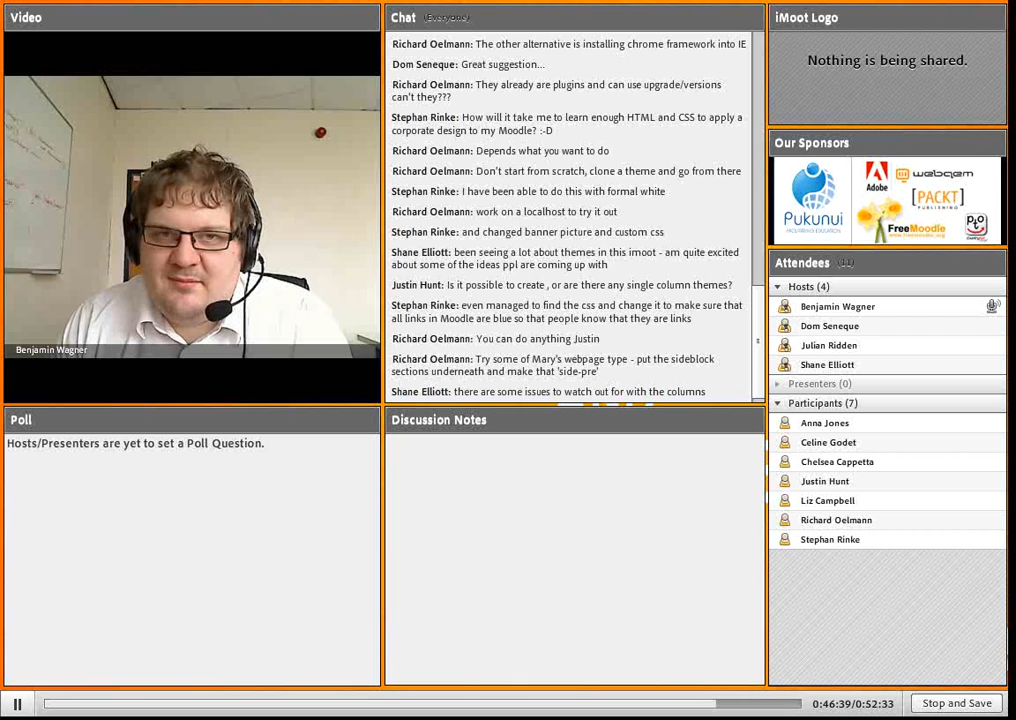 Video
Benjamin Wagner
Chat (Everyone)
Richard Oelmann: The other alternative is installing chrome framework into IE
Dom Seneque: Great suggestion...
Richard Oelmann: They already are plugins and can use upgrade/versions
can't they???
Stephan Rinke: How will it take me to learn enough HTML and CSS to apply a
corporate design to my Moodle? :-D
Richard Oelmann: Depends what you want to do
Richard Oelmann: Don't start from scratch, clone a theme and go from there
Stephan Rinke: I have been able to do this with formal white
Richard Oelmann: work on a localhost to try it out
Stephan Rinke: and changed banner picture and custom css
Shane Elliott: been seeing a lot about themes in this imoot - am quite excited
about some of the ideas ppl are coming up with
Justin Hunt: Is it possible to create , or are there any single column themes?
Stephan Rinke: even managed to find the css and change it to make sure that
all links in Moodle are blue so that people know that they are links
Richard Oelmann: You can do anything Justin
Richard Oelmann: Try some of Mary's webpage type - put the sideblock
sections underneath and make that 'side-pre'
Shane Elliott: there are some issues to watch out for with the columns
iMoot Logo
Nothing is being shared.
Our Sponsors
Pukunui
Adobe
webqem
[PACKT]
PUBLISHING
FreeMoodle
Attendees (11)
Hosts (4)
Benjamin Wagner
Dom Seneque
Julian Ridden
Shane Elliott
Presenters (0)
Participants (7)
Anna Jones
Celine Godet
Chelsea Cappetta
Justin Hunt
Liz Campbell
Richard Oelmann
Stephan Rinke
Poll
Hosts/Presenters are yet to set a Poll Question.
Discussion Notes
0:46:39/0:52:33
Stop and Save